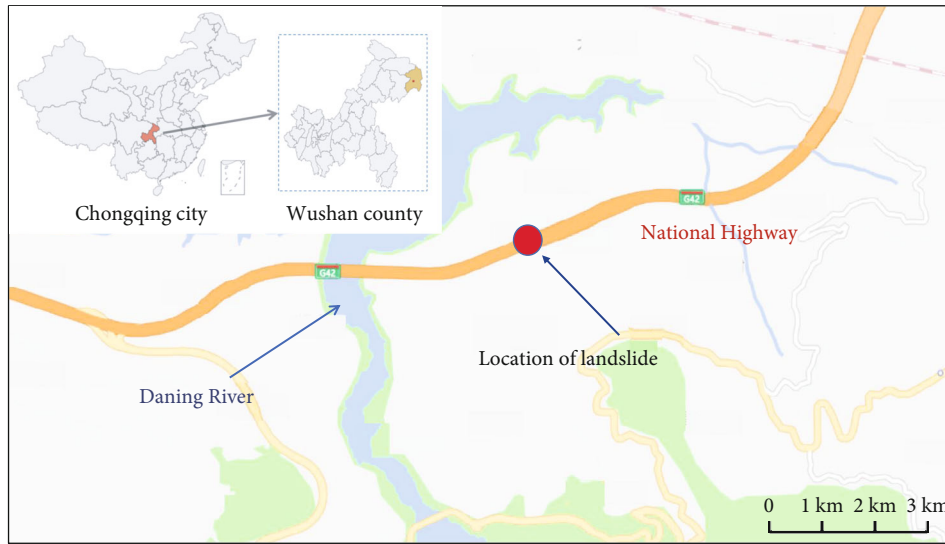 Chongqing city
Wushan county
G42
National Highway
G42
Location of landslide
Daning River
0 1 km 2 km 3 km